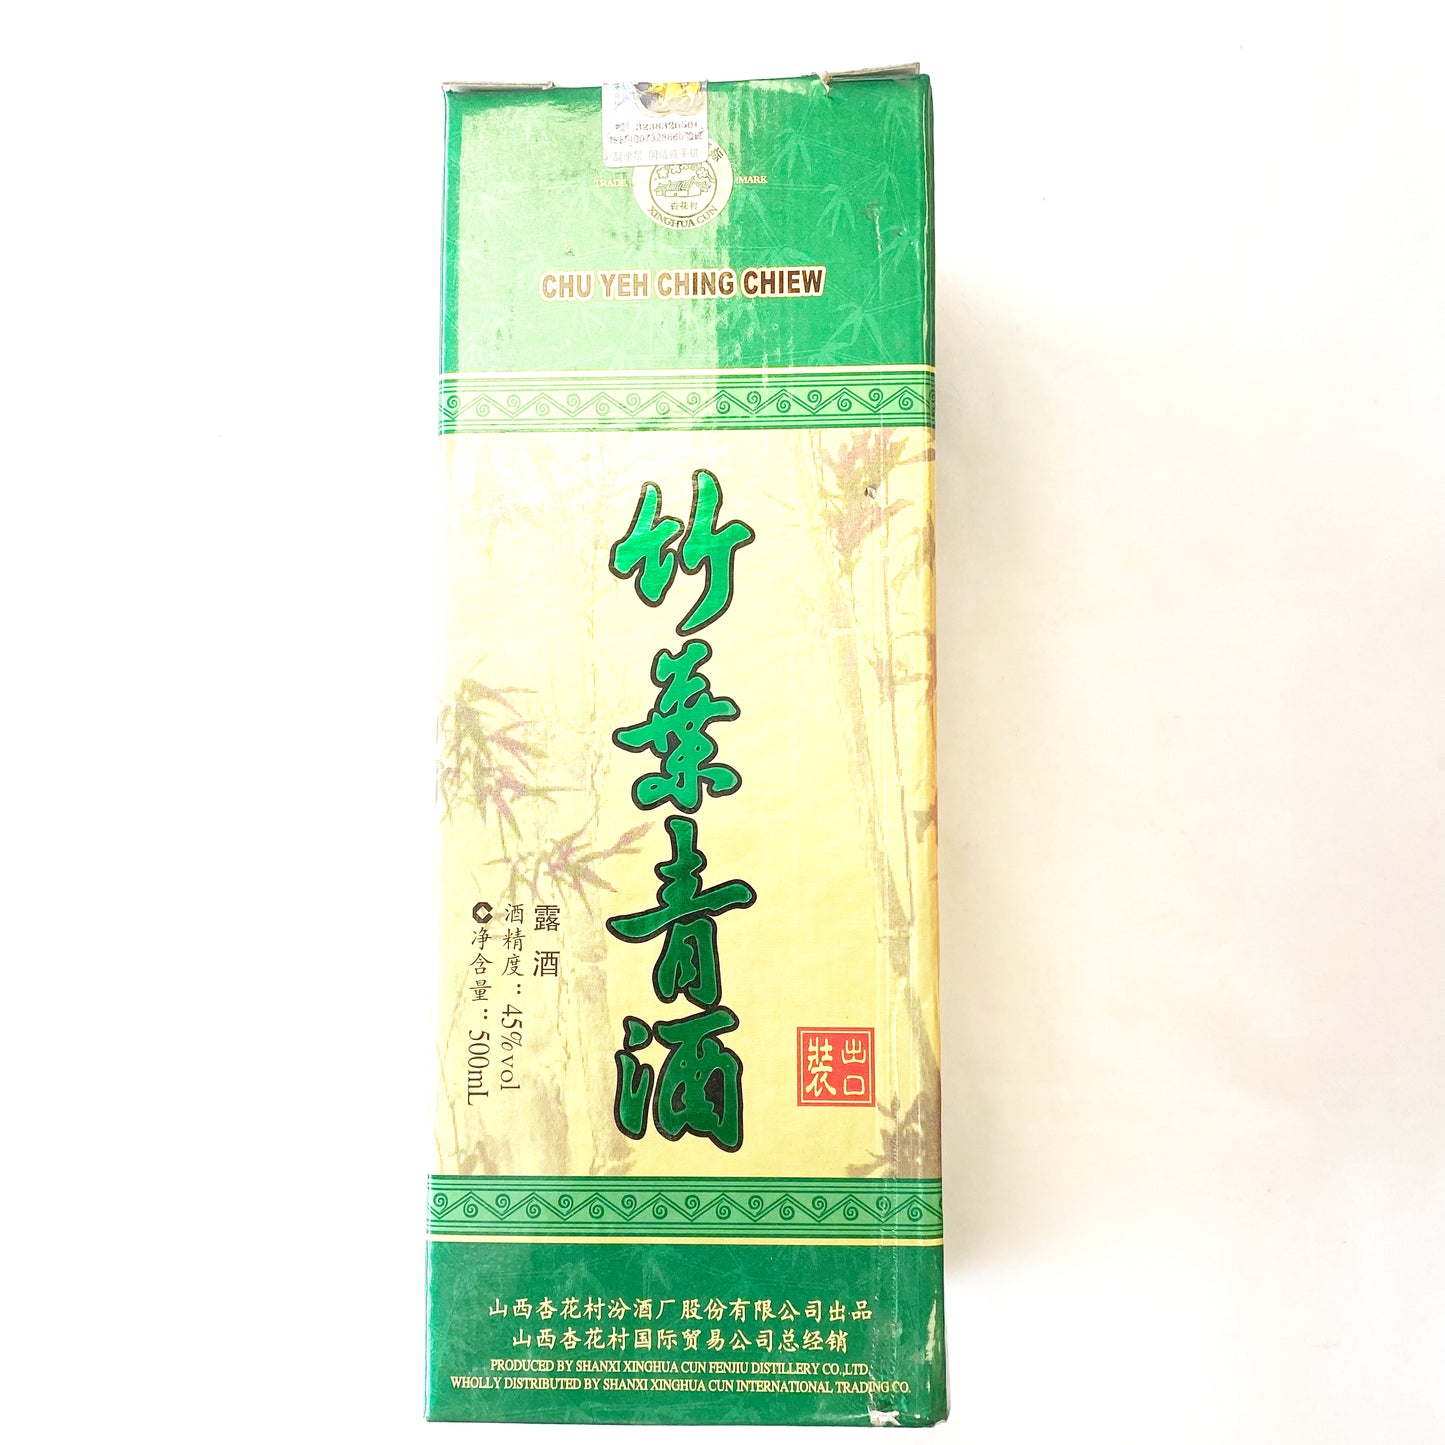 3238326501
TRADE MARK
杏花村
XINGHUA CUN
CHU YEH CHING CHIEW
竹葉青酒
露酒
酒精度：45%vol
净含量：500mL
出口
裝
山西杏花村汾酒厂股份有限公司出品
山西杏花村国际贸易公司总经销
PRODUCED BY SHANXI XINGHUA CUN FENJIU DISTILLERY CO.,LTD.
WHOLLY DISTRIBUTED BY SHANXI XINGHUA CUN INTERNATIONAL TRADING CO.